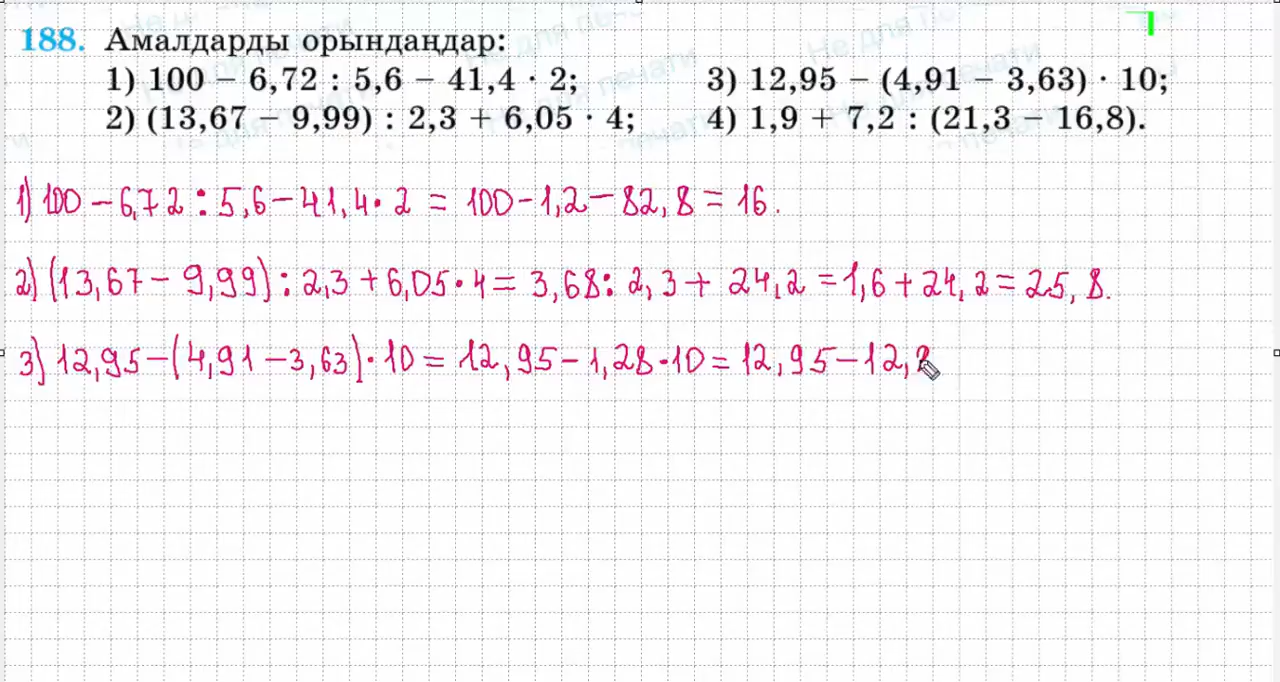 188. Амалдарды орындаңдар:
1) 100 − 6,72 : 5,6 − 41,4 · 2; 3) 12,95 − (4,91 − 3,63) · 10;
2) (13,67 − 9,99) : 2,3 + 6,05 · 4; 4) 1,9 + 7,2 : (21,3 − 16,8).
1) 100 − 6,72 : 5,6 − 41,4 · 2 = 100 − 1,2 − 82,8 = 16.
2) (13,67 − 9,99) : 2,3 + 6,05 · 4 = 3,68 : 2,3 + 24,2 = 1,6 + 24,2 = 25,8.
3) 12,95 − (4,91 − 3,63) · 10 = 12,95 − 1,28 · 10 = 12,95 − 12,